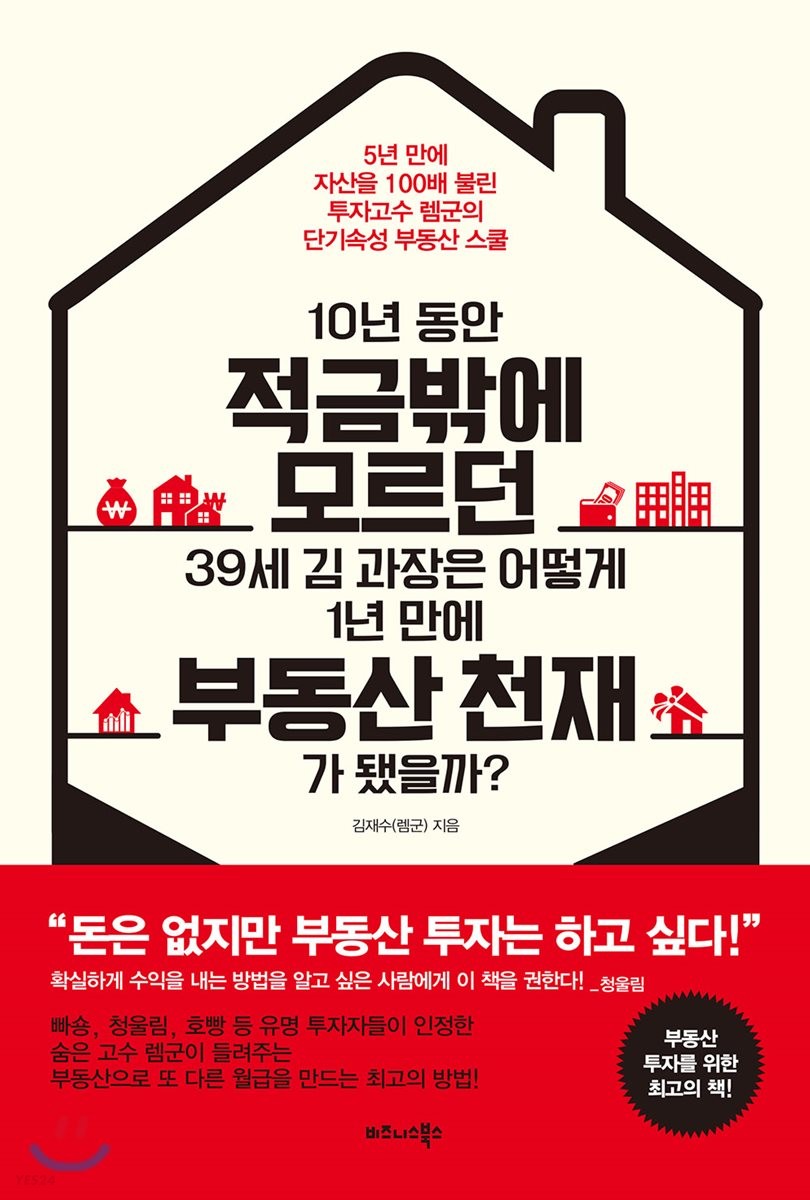 5년 만에
자산을 100배 불린
투자고수 렘군의
단기속성 부동산 스쿨
10년 동안
적금밖에
모르던
39세 김 과장은 어떻게
1년 만에
부동산 천재
가 됐을까?
김재수(렘군) 지음
“돈은 없지만 부동산 투자는 하고 싶다!”
확실하게 수익을 내는 방법을 알고 싶은 사람에게 이 책을 권한다! _청울림
빠숑, 청울림, 호빵 등 유명 투자자들이 인정한
숨은 고수 렘군이 들려주는
부동산으로 또 다른 월급을 만드는 최고의 방법!
부동산
투자를 위한
최고의 책!
비즈니스북스
YES24